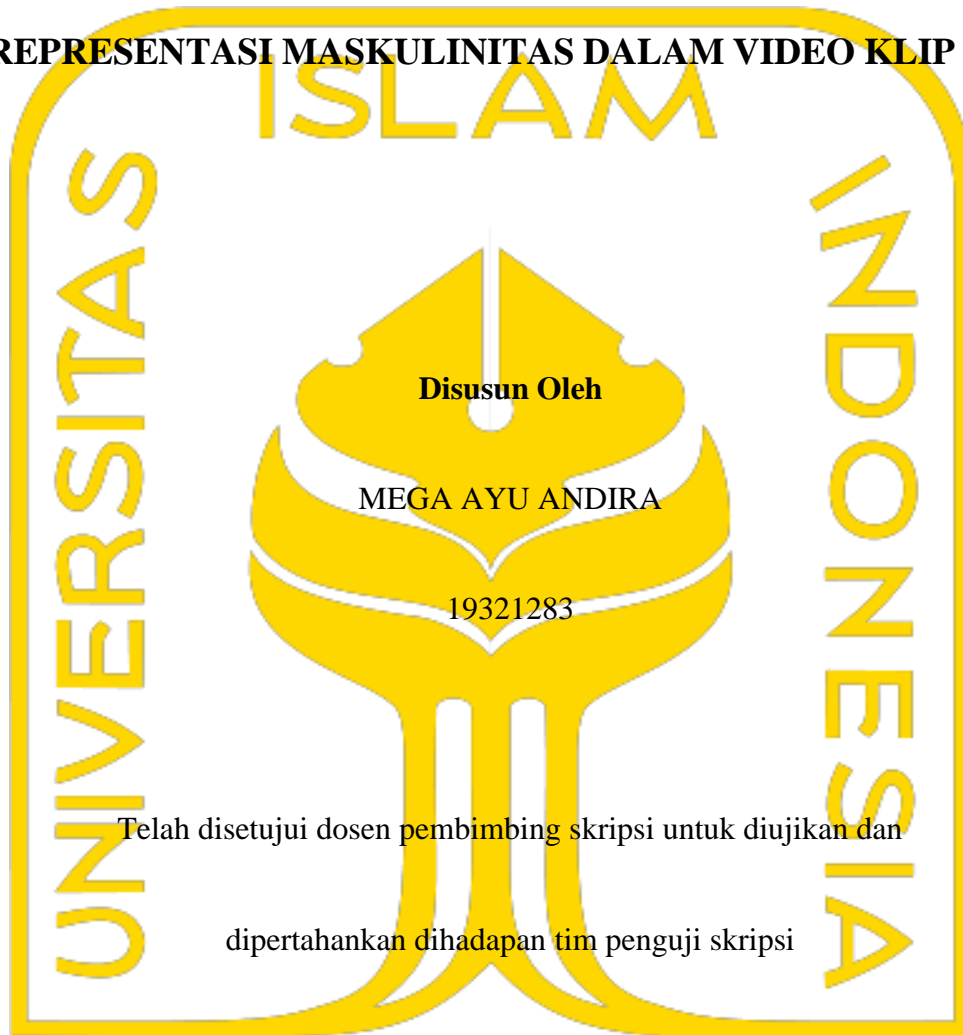 REPRESENTASI MASKULINITAS DALAM VIDEO KLIP
ISLAM
UNIVERSITAS
INDONESIA
Disusun Oleh
MEGA AYU ANDIRA
19321283
Telah disetujui dosen pembimbing skripsi untuk diujikan dan
dipertahankan dihadapan tim penguji skripsi